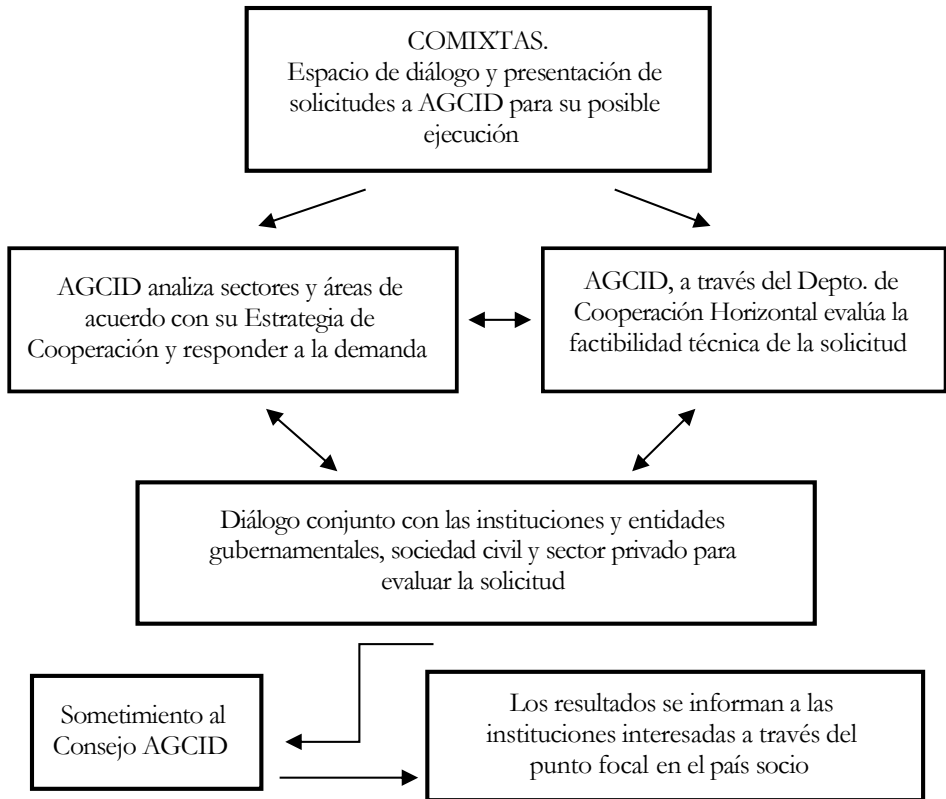 COMIXTAS.
Espacio de diálogo y presentación de
solicitudes a AGCID para su posible
ejecución
AGCID analiza sectores y áreas de
acuerdo con su Estrategia de
Cooperación y responder a la demanda
AGCID, a través del Depto. de
Cooperación Horizontal evalúa la
factibilidad técnica de la solicitud
Diálogo conjunto con las instituciones y entidades
gubernamentales, sociedad civil y sector privado para
evaluar la solicitud
Sometimiento al
Consejo AGCID
Los resultados se informan a las
instituciones interesadas a través del
punto focal en el país socio